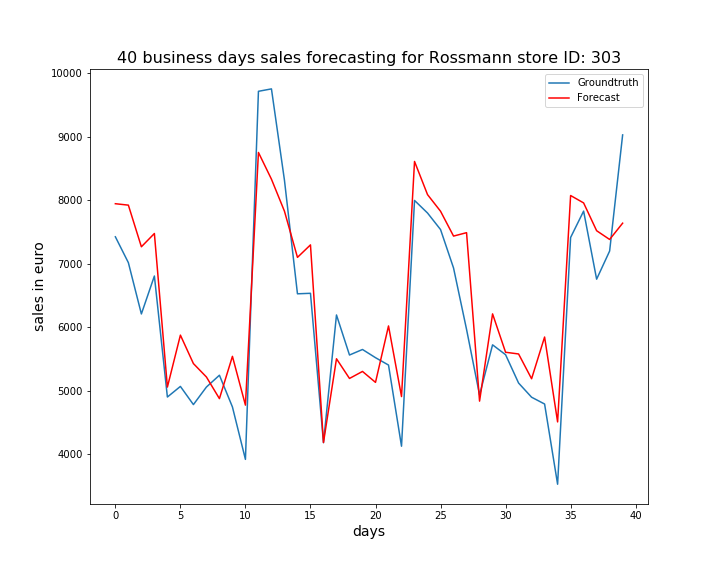 40 business days sales forecasting for Rossmann store ID: 303
Groundtruth
Forecast
10000
9000
8000
7000
6000
5000
4000
sales in euro
0 5 10 15 20 25 30 35 40
days